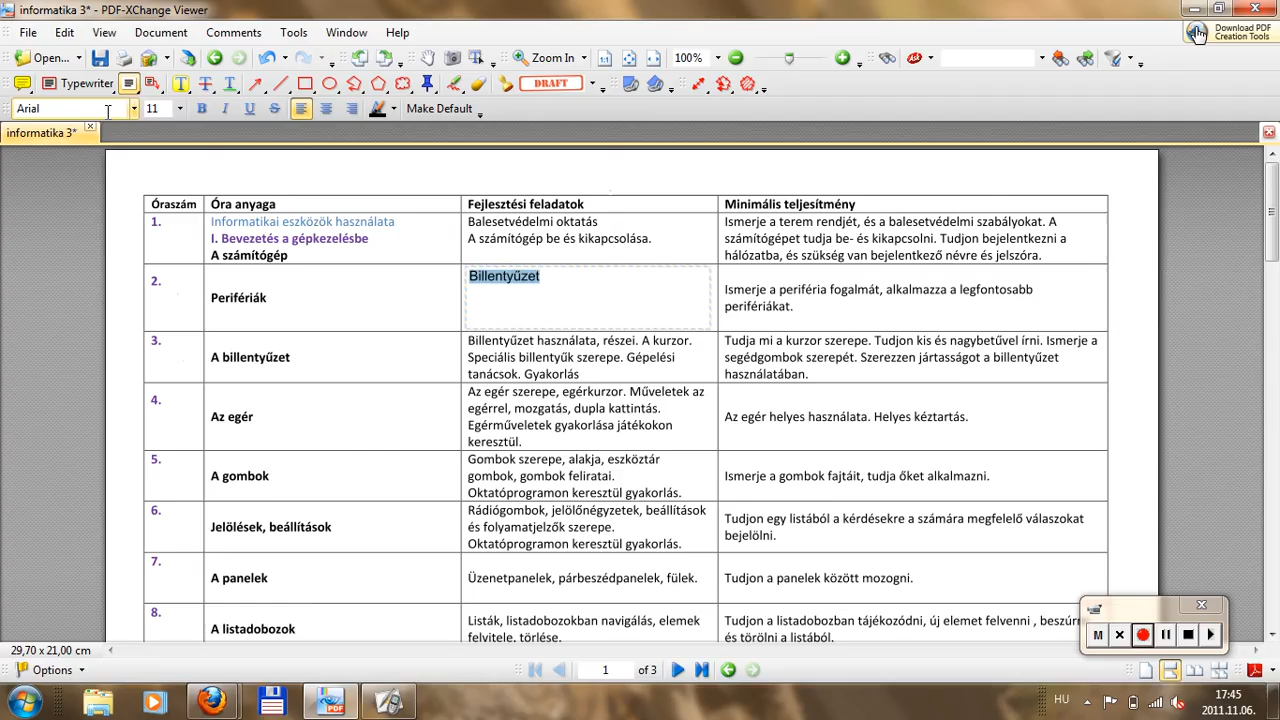 informatika 3* - PDF-XChange Viewer
File Edit View Document Comments Tools Window Help
Download PDF Creation Tools
Open... Zoom In 100%
Typewriter DRAFT
Arial 11 B I U S Make Default
informatika 3*
Óraszám Óra anyaga Fejlesztési feladatok Minimális teljesítmény
1. Informatikai eszközök használata
I. Bevezetés a gépkezelésbe
A számítógép
Balesetvédelmi oktatás
A számítógép be és kikapcsolása.
Ismerje a terem rendjét, és a balesetvédelmi szabályokat. A
számítógépet tudja be- és kikapcsolni. Tudjon bejelentkezni a
hálózatba, és szükség van bejelentkező névre és jelszóra.
2. Perifériák
Billentyűzet
Ismerje a periféria fogalmát, alkalmazza a legfontosabb
perifériákat.
3. A billentyűzet
Billentyűzet használata, részei. A kurzor.
Speciális billentyűk szerepe. Gépelési
tanácsok. Gyakorlás
Tudja mi a kurzor szerepe. Tudjon kis és nagybetűvel írni. Ismerje a
segédgombok szerepét. Szerezzen jártasságot a billentyűzet
használatában.
4. Az egér
Az egér szerepe, egérkurzor. Műveletek az
egérrel, mozgatás, dupla kattintás.
Egérműveletek gyakorlása játékokon
keresztül.
Az egér helyes használata. Helyes kéztartás.
5. A gombok
Gombok szerepe, alakja, eszköztár
gombok, gombok feliratai.
Oktatóprogramon keresztül gyakorlás.
Ismerje a gombok fajtáit, tudja őket alkalmazni.
6. Jelölések, beállítások
Rádiógombok, jelölőnégyzetek, beállítások
és folyamatjelzők szerepe.
Oktatóprogramon keresztül gyakorlás.
Tudjon egy listából a kérdésekre a számára megfelelő válaszokat
bejelölni.
7. A panelek
Üzenetpanelek, párbeszédpanelek, fülek.
Tudjon a panelek között mozogni.
8. A listadobozok
Listák, listadobozokban navigálás, elemek
felvitele, törlése.
Tudjon a listadobozban tájékozódni, új elemet felvenni , beszúrn
és törölni a listából.
M
29,70 x 21,00 cm
Options 1 of 3
HU 17:45
2011.11.06.